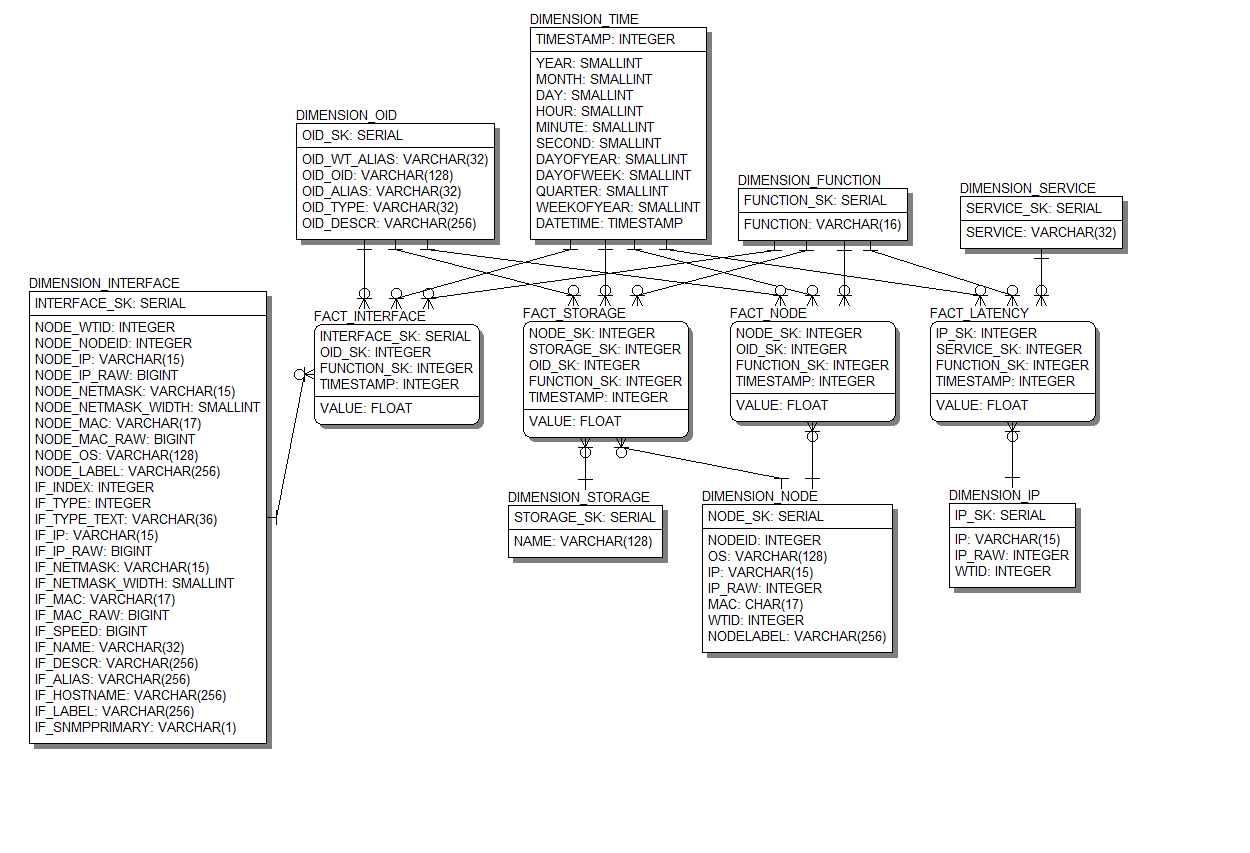 DIMENSION_TIME
TIMESTAMP: INTEGER
YEAR: SMALLINT
MONTH: SMALLINT
DAY: SMALLINT
HOUR: SMALLINT
MINUTE: SMALLINT
SECOND: SMALLINT
DAYOFYEAR: SMALLINT
DAYOFWEEK: SMALLINT
QUARTER: SMALLINT
WEEKOFYEAR: SMALLINT
DATETIME: TIMESTAMP
DIMENSION_OID
OID_SK: SERIAL
OID_WT_ALIAS: VARCHAR(32)
OID_OID: VARCHAR(128)
OID_ALIAS: VARCHAR(32)
OID_TYPE: VARCHAR(32)
OID_DESCR: VARCHAR(256)
DIMENSION_FUNCTION
FUNCTION_SK: SERIAL
FUNCTION: VARCHAR(16)
DIMENSION_SERVICE
SERVICE_SK: SERIAL
SERVICE: VARCHAR(32)
DIMENSION_INTERFACE
INTERFACE_SK: SERIAL
NODE_WTID: INTEGER
NODE_NODEID: INTEGER
NODE_IP: VARCHAR(15)
NODE_IP_RAW: BIGINT
NODE_NETMASK: VARCHAR(15)
NODE_NETMASK_WIDTH: SMALLINT
NODE_MAC: VARCHAR(17)
NODE_MAC_RAW: BIGINT
NODE_OS: VARCHAR(128)
NODE_LABEL: VARCHAR(256)
IF_INDEX: INTEGER
IF_TYPE: INTEGER
IF_TYPE_TEXT: VARCHAR(36)
IF_IP: VARCHAR(15)
IF_IP_RAW: BIGINT
IF_NETMASK: VARCHAR(15)
IF_NETMASK_WIDTH: SMALLINT
IF_MAC: VARCHAR(17)
IF_MAC_RAW: BIGINT
IF_SPEED: BIGINT
IF_NAME: VARCHAR(32)
IF_DESCR: VARCHAR(256)
IF_ALIAS: VARCHAR(256)
IF_HOSTNAME: VARCHAR(256)
IF_LABEL: VARCHAR(256)
IF_SNMPPRIMARY: VARCHAR(1)
FACT_INTERFACE
INTERFACE_SK: SERIAL
OID_SK: INTEGER
FUNCTION_SK: INTEGER
TIMESTAMP: INTEGER
VALUE: FLOAT
FACT_STORAGE
NODE_SK: INTEGER
STORAGE_SK: INTEGER
OID_SK: INTEGER
FUNCTION_SK: INTEGER
TIMESTAMP: INTEGER
VALUE: FLOAT
FACT_NODE
NODE_SK: INTEGER
OID_SK: INTEGER
FUNCTION_SK: INTEGER
TIMESTAMP: INTEGER
VALUE: FLOAT
FACT_LATENCY
IP_SK: INTEGER
SERVICE_SK: INTEGER
FUNCTION_SK: INTEGER
TIMESTAMP: INTEGER
VALUE: FLOAT
DIMENSION_STORAGE
STORAGE_SK: SERIAL
NAME: VARCHAR(128)
DIMENSION_NODE
NODE_SK: SERIAL
NODEID: INTEGER
OS: VARCHAR(128)
IP: VARCHAR(15)
IP_RAW: INTEGER
MAC: CHAR(17)
WTID: INTEGER
NODELABEL: VARCHAR(256)
DIMENSION_IP
IP_SK: SERIAL
IP: VARCHAR(15)
IP_RAW: INTEGER
WTID: INTEGER